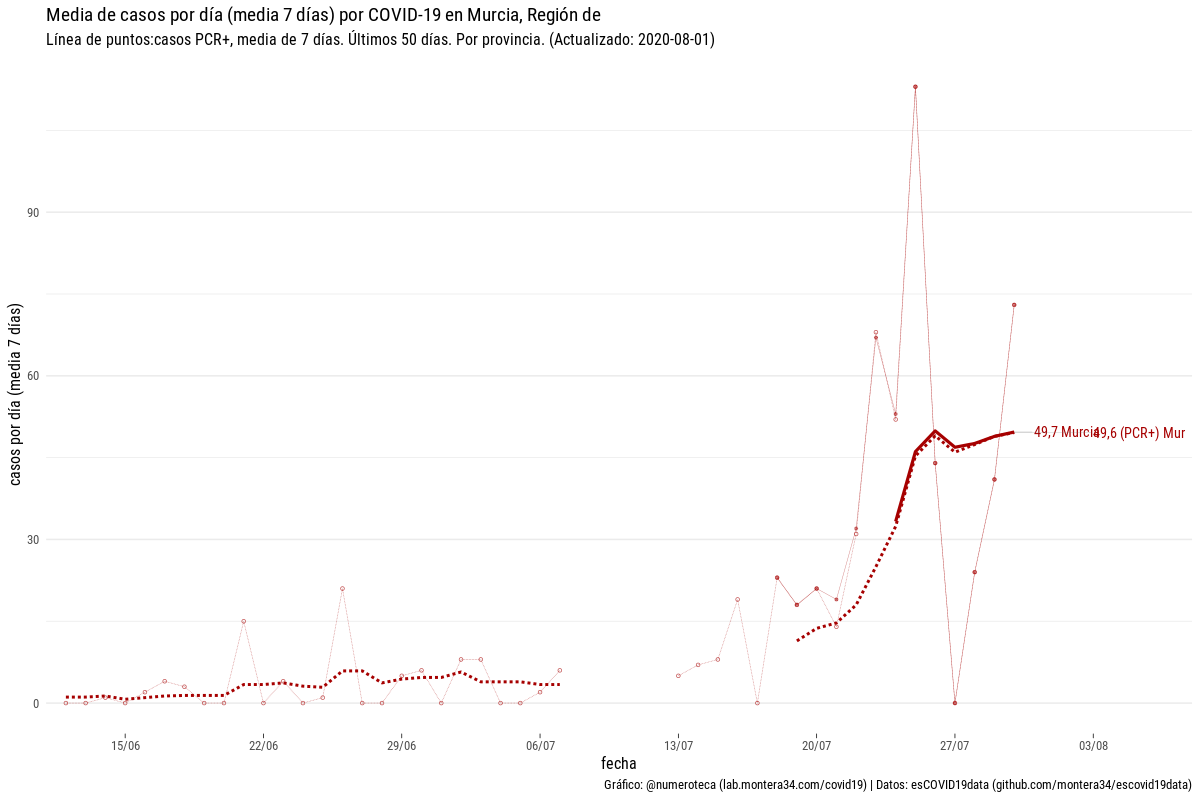 Media de casos por día (media 7 días) por COVID-19 en Murcia, Región de
Línea de puntos:casos PCR+, media de 7 días. Últimos 50 días. Por provincia. (Actualizado: 2020-08-01)
casos por día (media 7 días)
90
60
30
0
49,7 Murcia
49,6 (PCR+) Mur
15/06
22/06
29/06
06/07
13/07
20/07
27/07
03/08
fecha
Gráfico: @numeroteca (lab.montera34.com/covid19) | Datos: esCOVID19data (github.com/montera34/escovid19data)